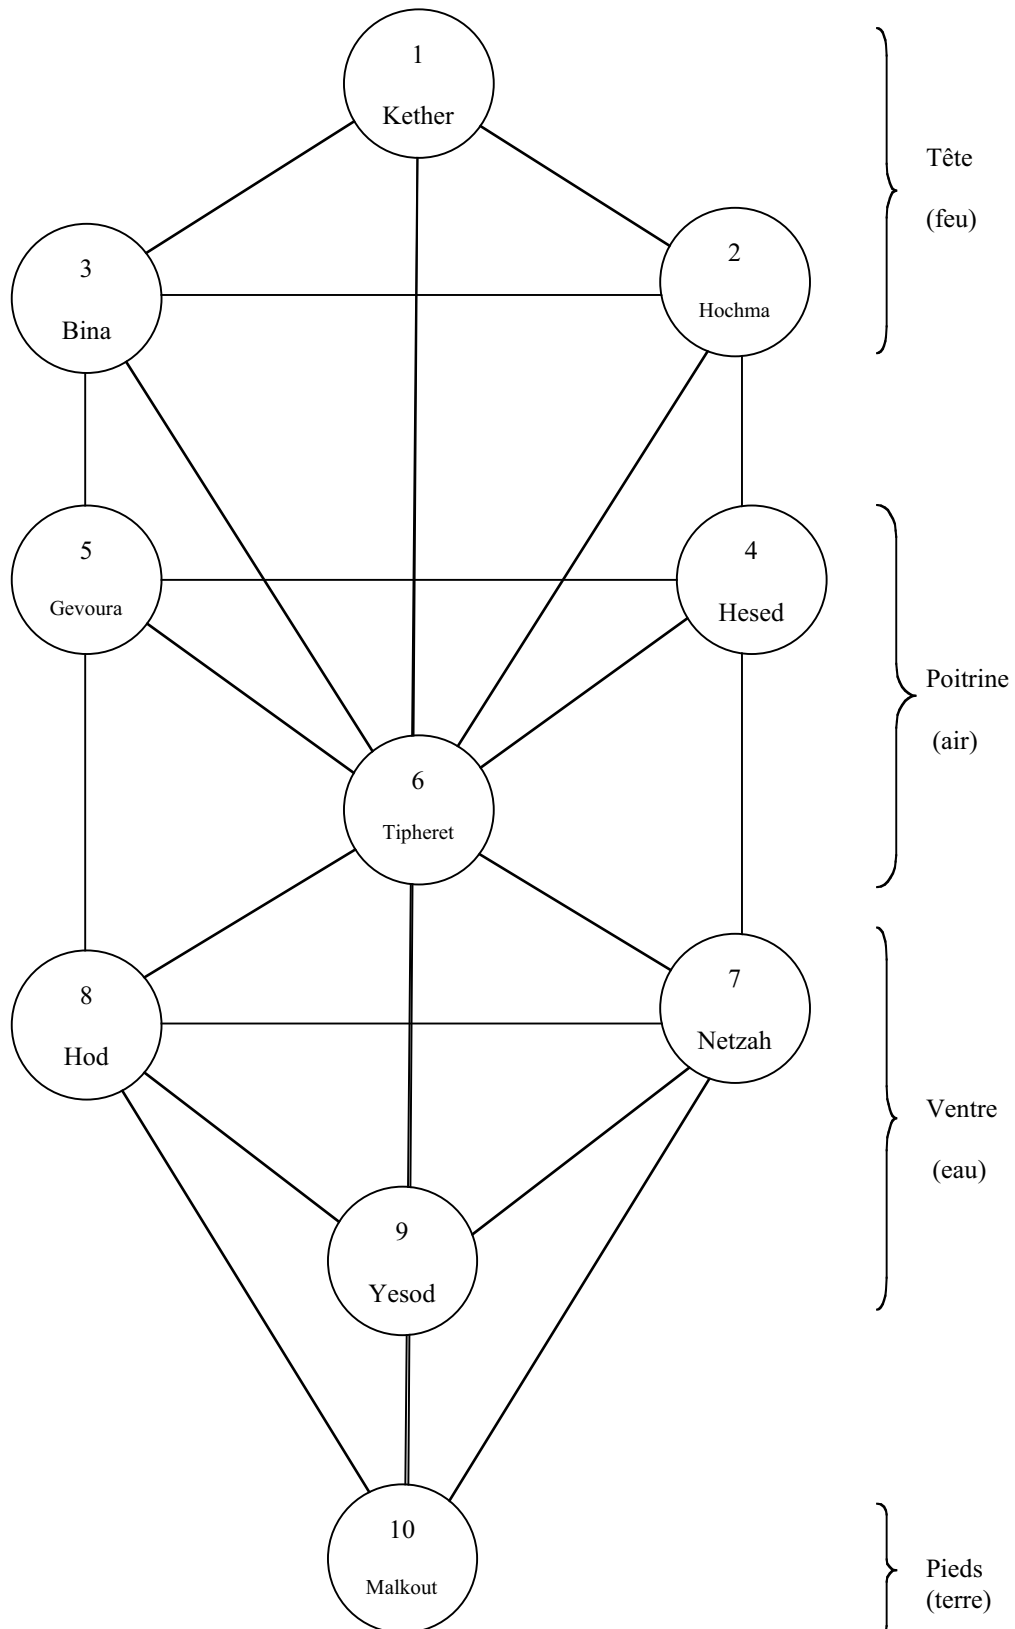 1
Kether
Tête
(feu)
2
Hochma
3
Bina
5
Gevoura
4
Hesed
Poitrine
(air)
6
Tipheret
8
Hod
7
Netzah
Ventre
(eau)
9
Yesod
10
Malkout
Pieds
(terre)